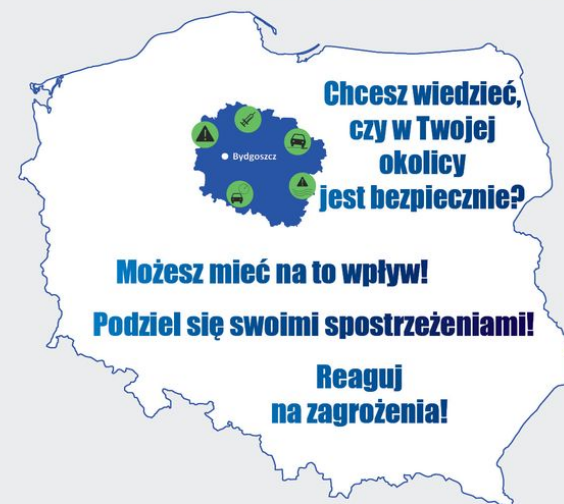 Chcesz wiedzieć,
czy w Twojej
okolicy
jest bezpiecznie?
Bydgoszcz
Możesz mieć na to wpływ!
Podziel się swoimi spostrzeżeniami!
Reaguj
na zagrożenia!